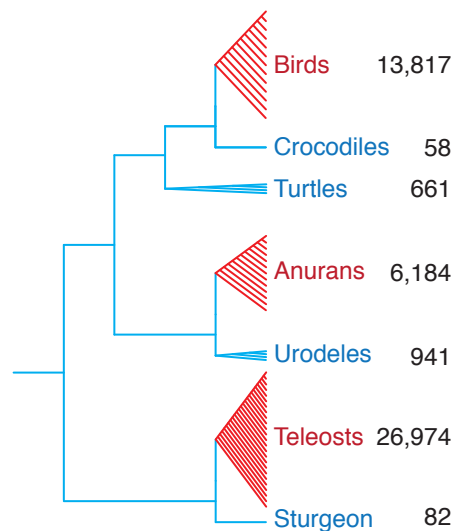 Birds 13,817
Crocodiles 58
Turtles 661
Anurans 6,184
Urodeles 941
Teleosts 26,974
Sturgeon 82